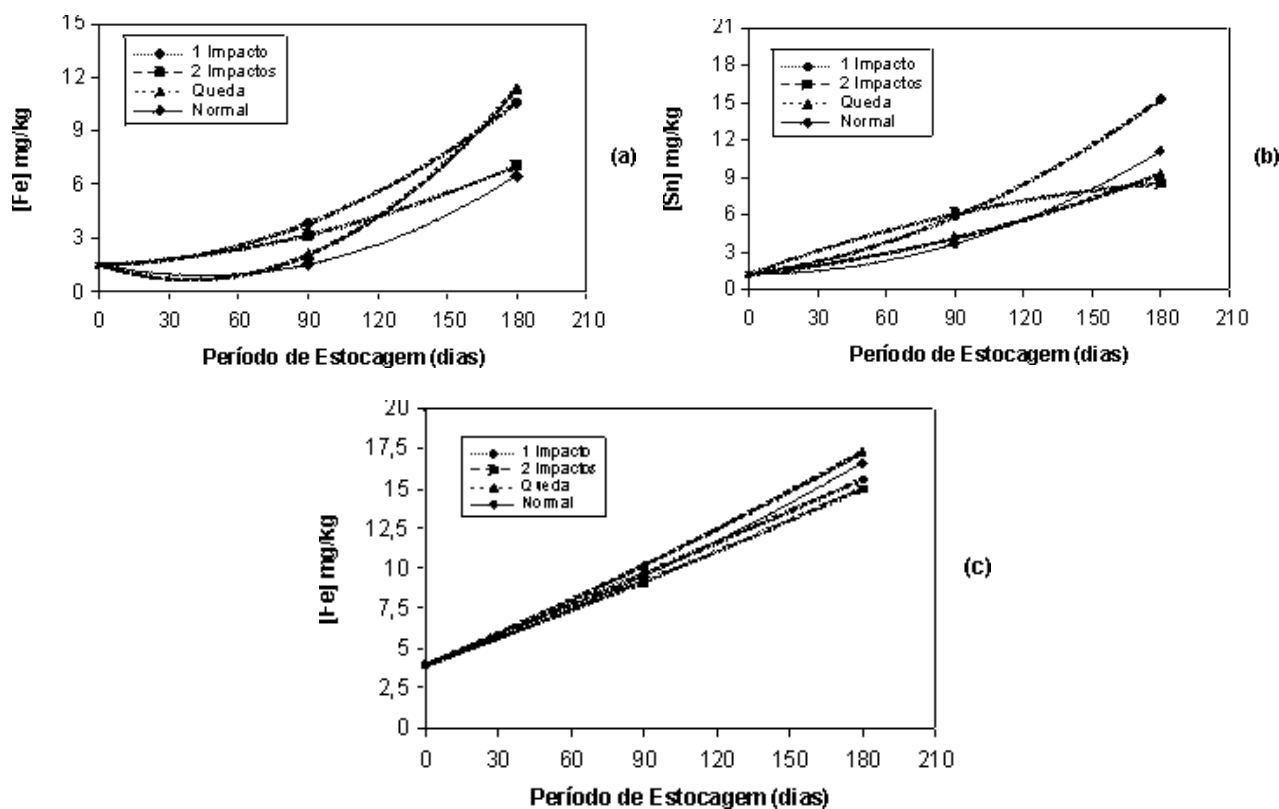 15
12
9
6
3
0
[Fe] mg/kg
1 Impacto
2 Impactos
Queda
Normal
(a)
0 30 60 90 120 150 180 210
Período de Estocagem (dias)
21
18
15
12
9
6
3
0
[Sn] mg/kg
1 Impacto
2 Impactos
Queda
Normal
(b)
0 30 60 90 120 150 180 210
Período de Estocagem (dias)
20
17,5
15
12,5
10
7,5
5
2,5
0
[Fe] mg/kg
1 Impacto
2 Impactos
Queda
Normal
(c)
0 30 60 90 120 150 180 210
Período de Estocagem (dias)